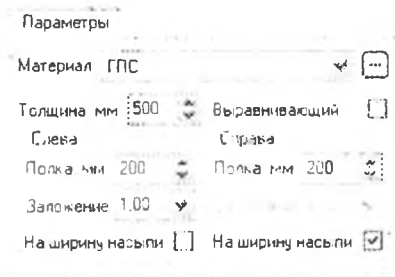 Параметры
Материал ГПС
Толщина мм 500 Выравнивающий
Слева Справа
Полка мм 200 Полка мм 200
Заложение 1,00
На ширину насыпи На ширину насыпи